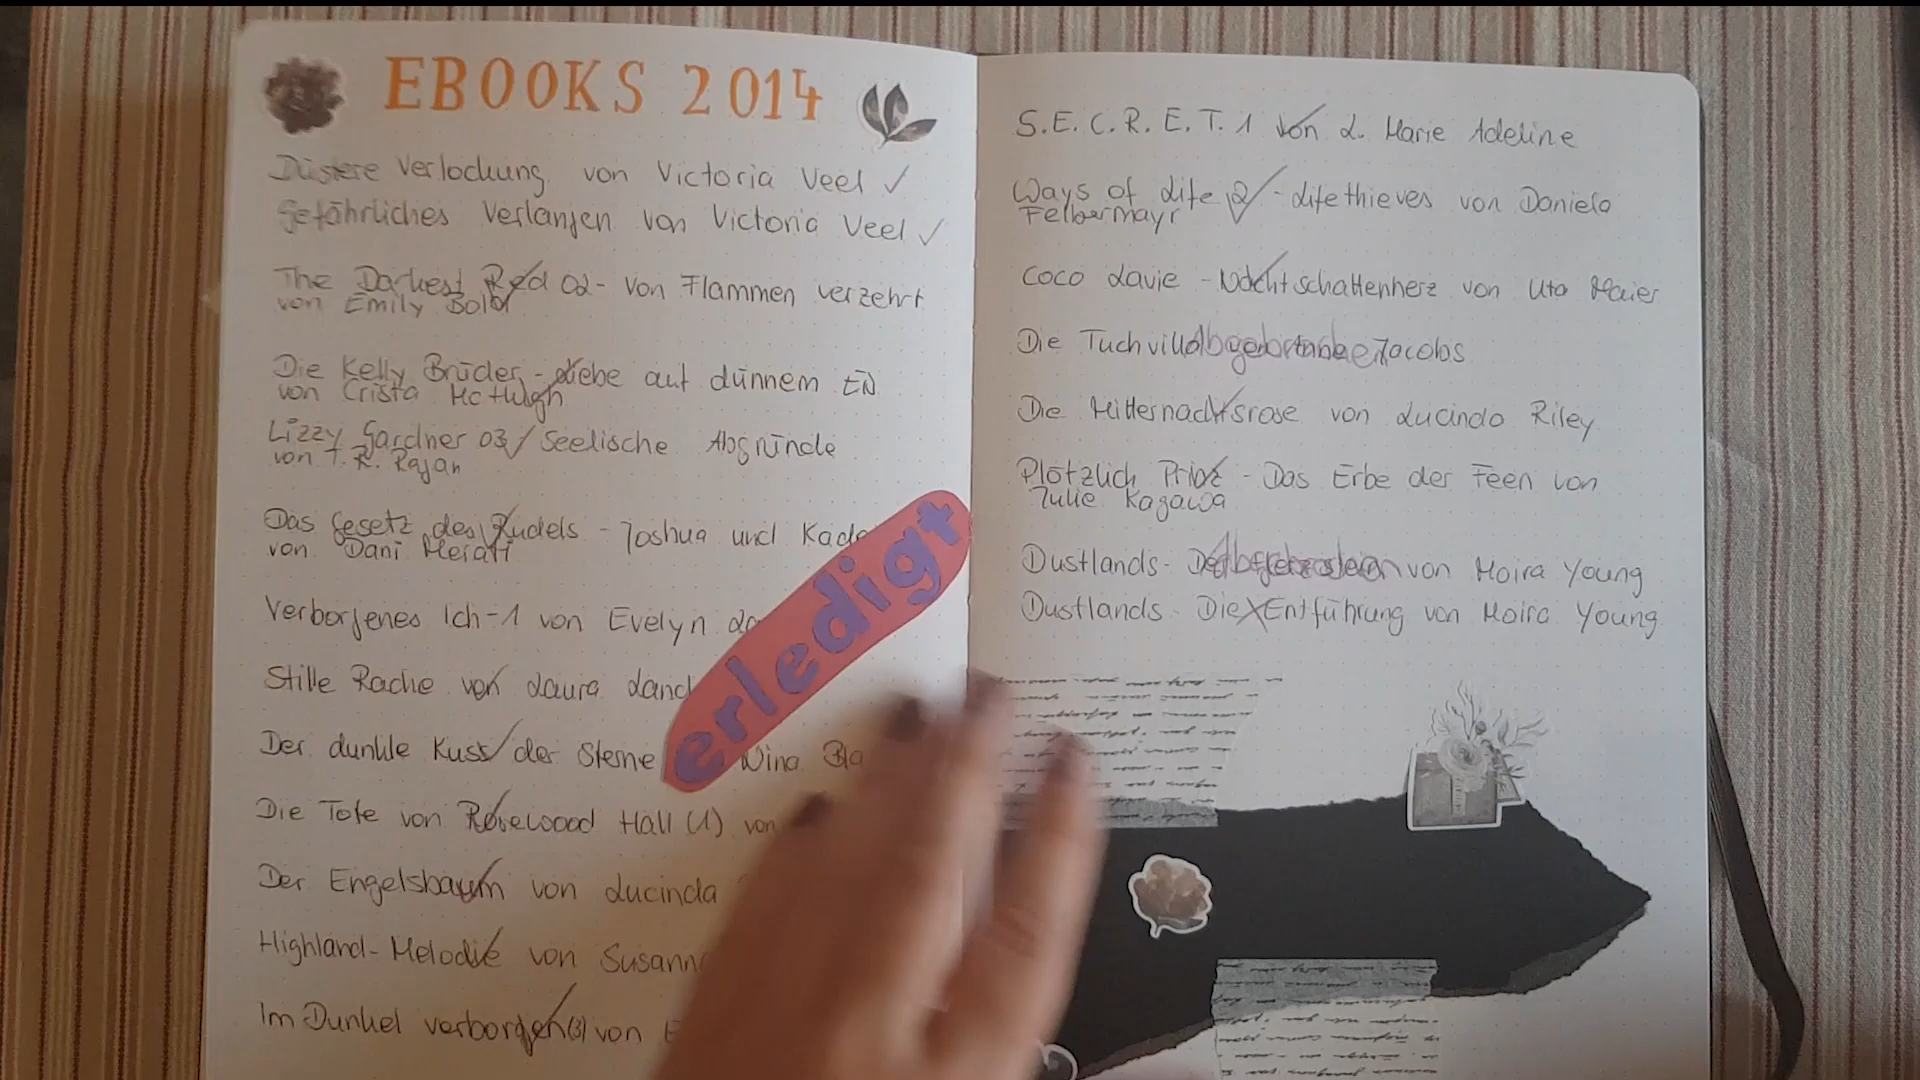 EBOOKS 2014
Düstere Verlockung von Victoria Veel ✓
Gefährliches Verlangen von Victoria Veel ✓
The Darkest Red 02- von Flammen verzehrt
von Emily Bold
Die Kelly Brüder - Liebe auf dünnem Eis
von Crista McHugh
Lizzy Gardner 03/ Seelische Abgründe
von T. R. Ragan
Das Gesetz des Rudels - Joshua und Kade
von Dani Merati
erledigt
Verborgenes Ich-1 von Evelyn
Stille Rache von Laura Land
Der dunkle Kuss der Sterne Nina Bla
Die Tote von Rosewood Hall (1) von
Der Engelsbaum von Lucinda
Highland-Melodie von Susann
Im Dunkel verborgen(3) von
S.E.C.R.E.T. 1 von L. Marie Adeline
Ways of Life 2 - Lifethieves von Daniela
Felbermayr
Coco Lavie - Nachtschattenherz von Uta Maier
Die Tuchvilla Jacobs
Die Mitternachtsrose von Lucinda Riley
Plötzlich Prinz - Das Erbe der Feen von
Julie Kagawa
Dustlands - von Moira Young
Dustlands - Die Entführung von Moira Young